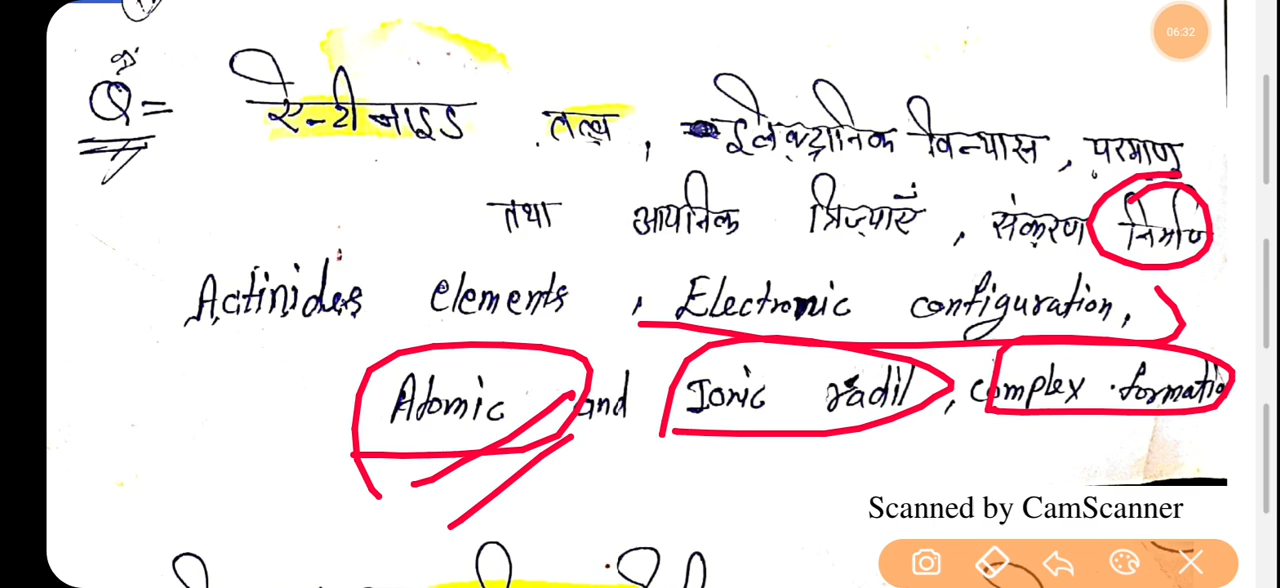 06:32
Q= ऐन्टीनाइड तत्व, इलेक्ट्रॉनिक विन्यास, परमाणु
तथा आयनिक त्रिज्याऐं, संकरण निर्माण
Actinides elements, Electronic configuration,
Atomic and Ionic radii, complex formatio
Scanned by CamScanner